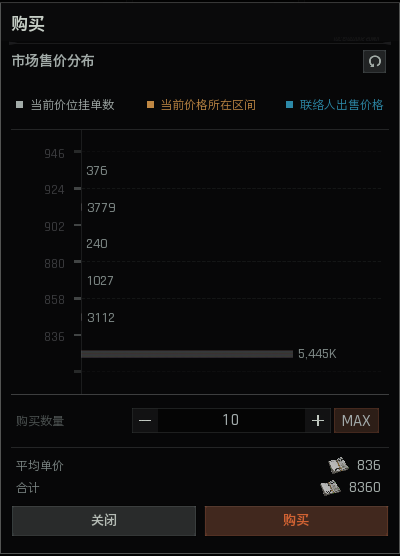 购买
市场售价分布
当前价位挂单数 当前价格所在区间 联络人出售价格
946
376
924
3779
902
240
880
1027
858
3112
836
5,445K
购买数量 — 10 + MAX
平均单价 836
合计 8360
关闭 购买